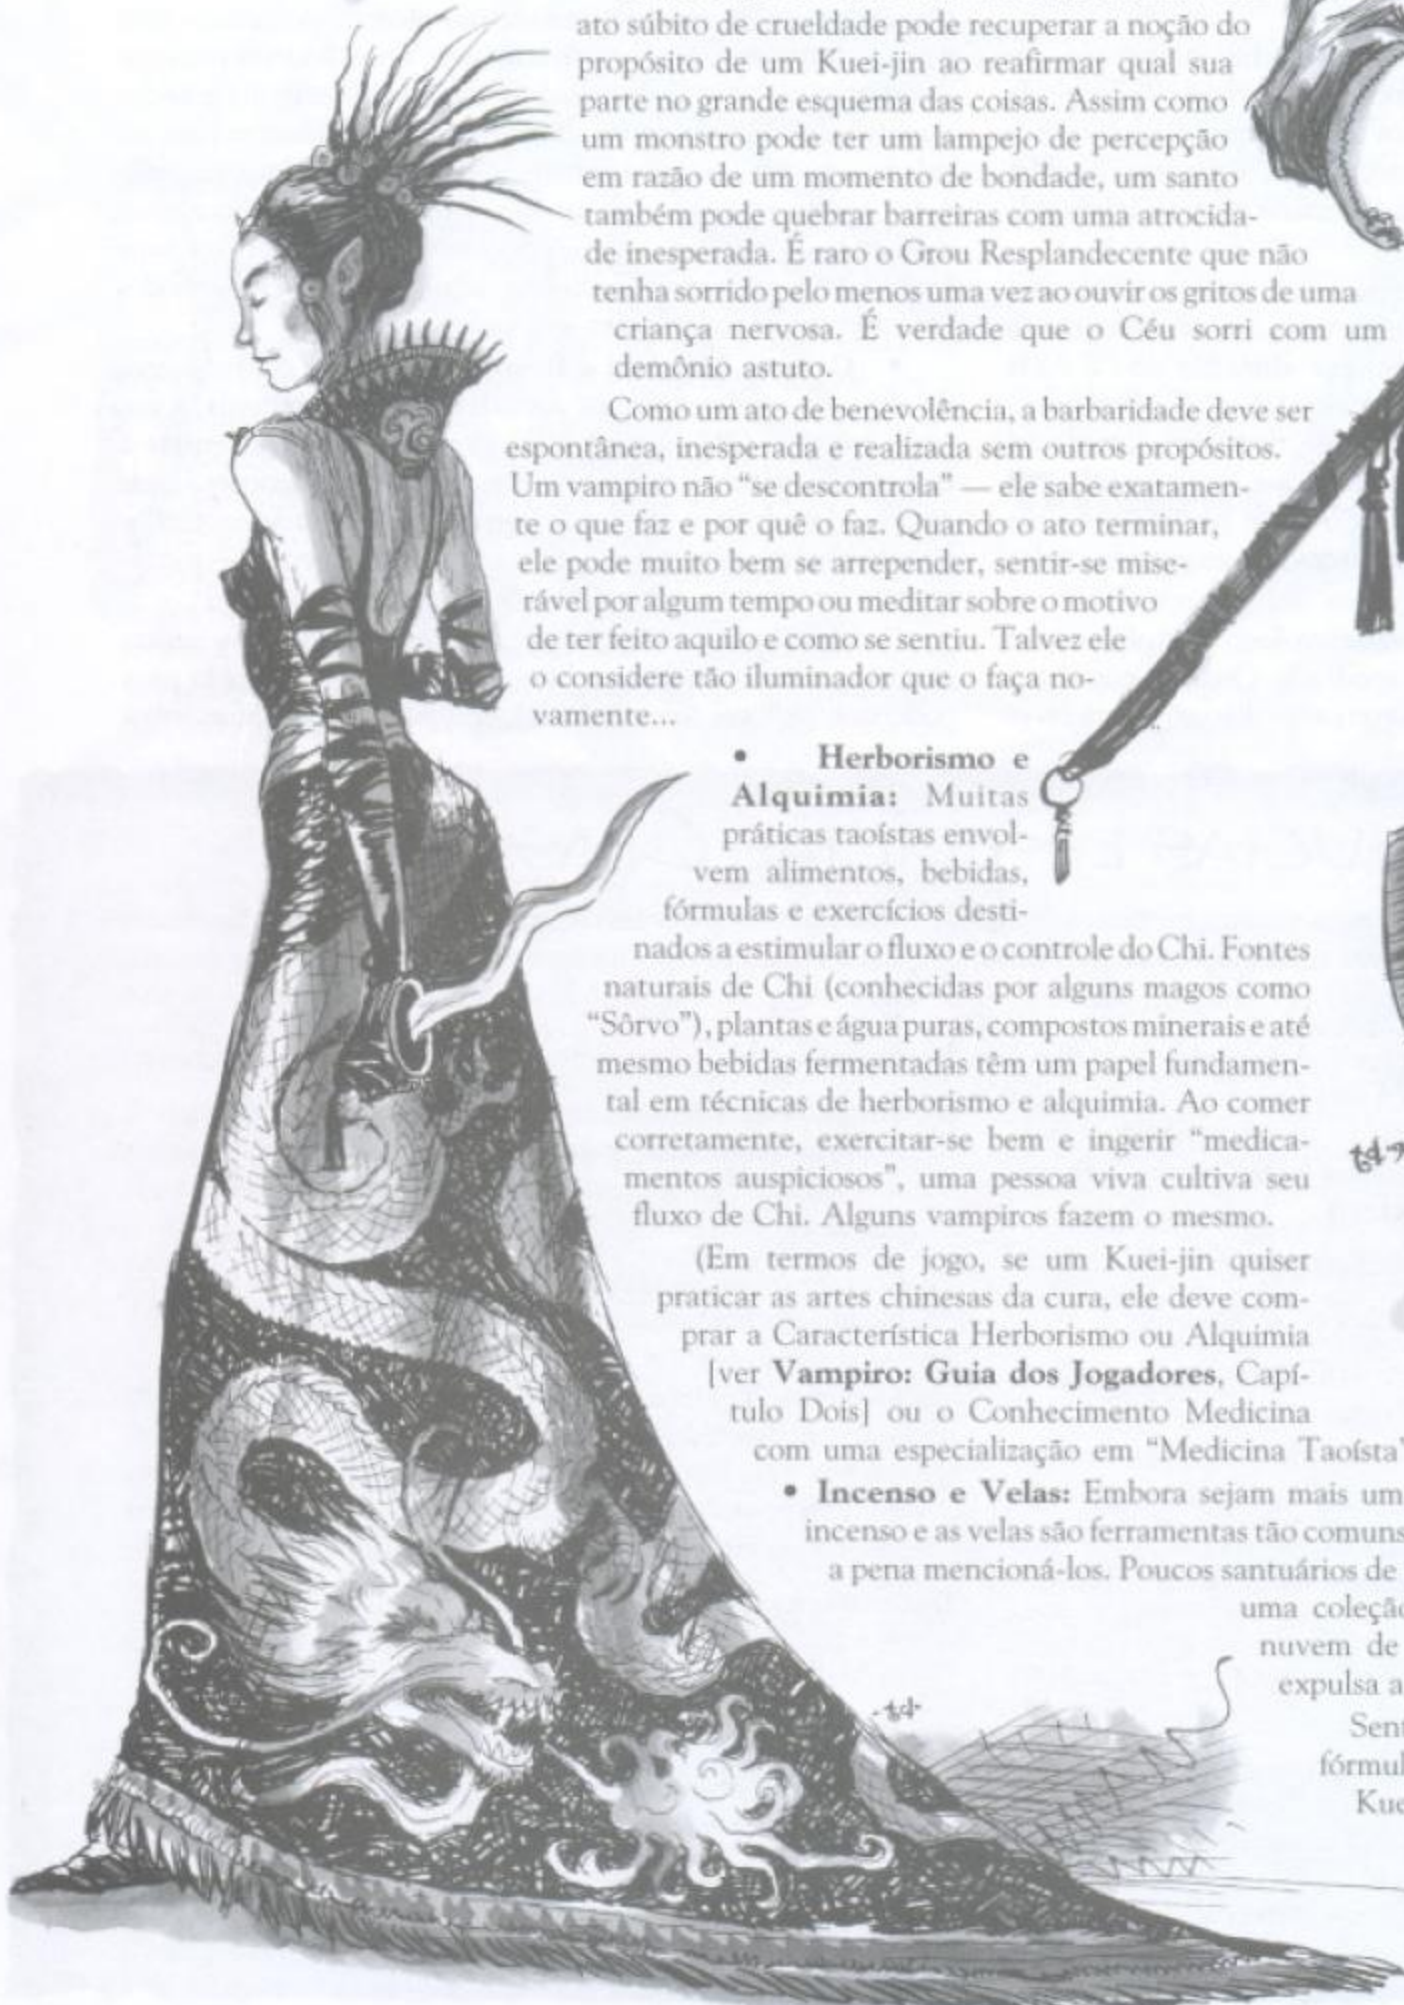 ato súbito de crueldade pode recuperar a noção do
propósito de um Kuei-jin ao reafirmar qual sua
parte no grande esquema das coisas. Assim como
um monstro pode ter um lampejo de percepção
em razão de um momento de bondade, um santo
também pode quebrar barreiras com uma atrocida-
de inesperada. É raro o Grou Resplandecente que não
tenha sorrido pelo menos uma vez ao ouvir os gritos de uma
criança nervosa. É verdade que o Céu sorri com um
demônio astuto.
Como um ato de benevolência, a barbaridade deve ser
espontânea, inesperada e realizada sem outros propósitos.
Um vampiro não “se descontrola” — ele sabe exatamen-
te o que faz e por quê o faz. Quando o ato terminar,
ele pode muito bem se arrepender, sentir-se mise-
rável por algum tempo ou meditar sobre o motivo
de ter feito aquilo e como se sentiu. Talvez ele
o considere tão iluminador que o faça no-
vamente...
• Herborismo e
Alquimia: Muitas
práticas taoístas envol-
vem alimentos, bebidas,
fórmulas e exercícios desti-
nados a estimular o fluxo e o controle do Chi. Fontes
naturais de Chi (conhecidas por alguns magos como
“Sôrvo”), plantas e água puras, compostos minerais e até
mesmo bebidas fermentadas têm um papel fundamen-
tal em técnicas de herborismo e alquimia. Ao comer
corretamente, exercitar-se bem e ingerir “medica-
mentos auspiciosos”, uma pessoa viva cultiva seu
fluxo de Chi. Alguns vampiros fazem o mesmo.
(Em termos de jogo, se um Kuei-jin quiser
praticar as artes chinesas da cura, ele deve com-
prar a Característica Herborismo ou Alquimia
[ver Vampiro: Guia dos Jogadores, Capí-
tulo Dois] ou o Conhecimento Medicina
com uma especialização em “Medicina Taoísta”
• Incenso e Velas: Embora sejam mais um
incenso e as velas são ferramentas tão comuns
a pena mencioná-los. Poucos santuários de
uma coleção
nuvem de
expulsa a
Sent
fórmul
Kue